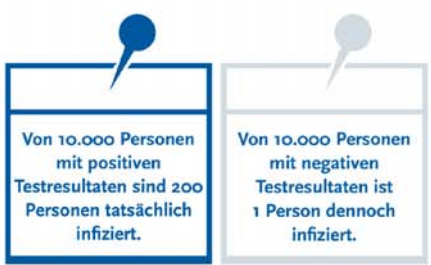 Von 10.000 Personen
mit positiven
Testresultaten sind 200
Personen tatsächlich
infiziert.
Von 10.000 Personen
mit negativen
Testresultaten ist
1 Person dennoch
infiziert.